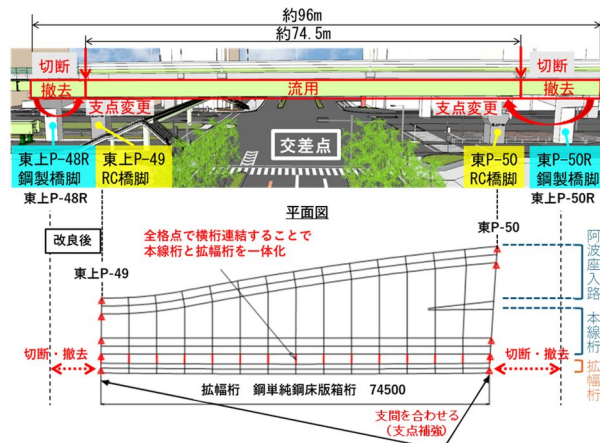 約96m
約74.5m
切断
切断
撤去
流用
撤去
支点変更
支点変更
交差点
東上P-48R
鋼製橋脚
東上P-49
RC橋脚
東P-50
RC橋脚
東P-50R
鋼製橋脚
東上P-48R
東上P-50R
平面図
東P-50
改良後
全格点で横桁連結することで
本線桁と拡幅桁を一体化
東上P-49
阿波座入路
本線桁
拡幅桁
切断・撤去
切断・撤去
拡幅桁 鋼単純鋼床版箱桁 74500
支間を合わせる
(支点補強)